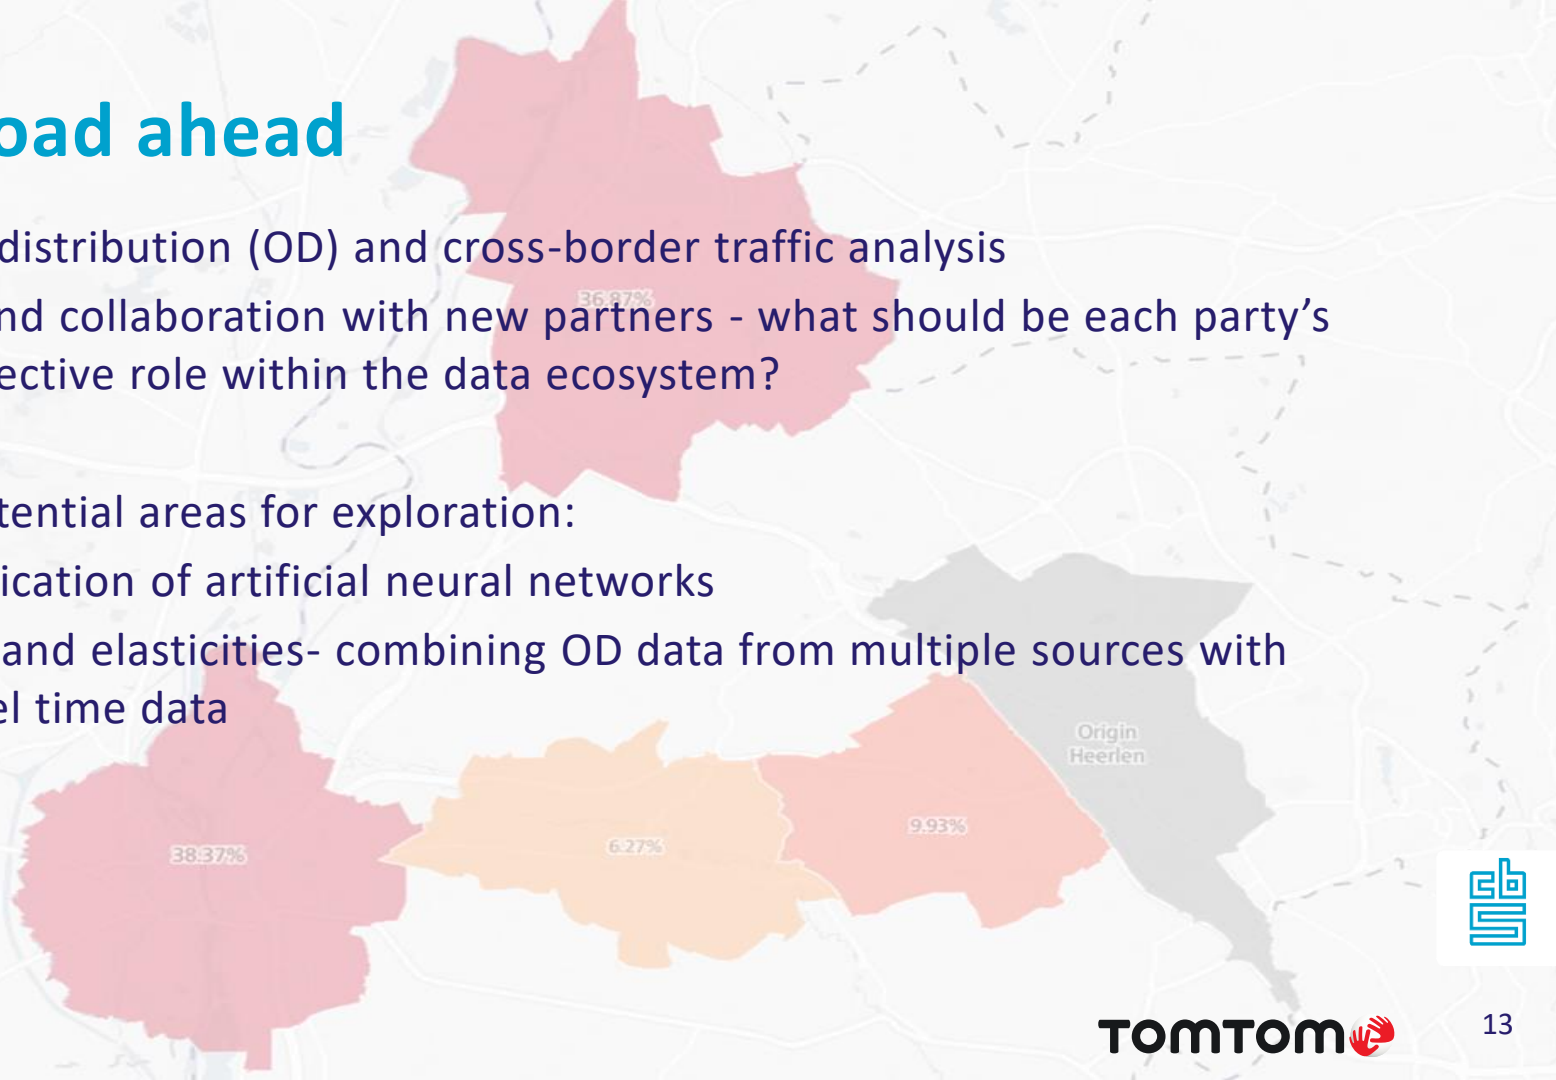 oad ahead
distribution (OD) and cross-border traffic analysis
36.87%
nd collaboration with new partners - what should be each party's
ective role within the data ecosystem?
tential areas for exploration:
ication of artificial neural networks
and elasticities- combining OD data from multiple sources with
el time data
Origin
Heerlen
9.93%
6.27%
38.37%
cbs
TOMTOM
13